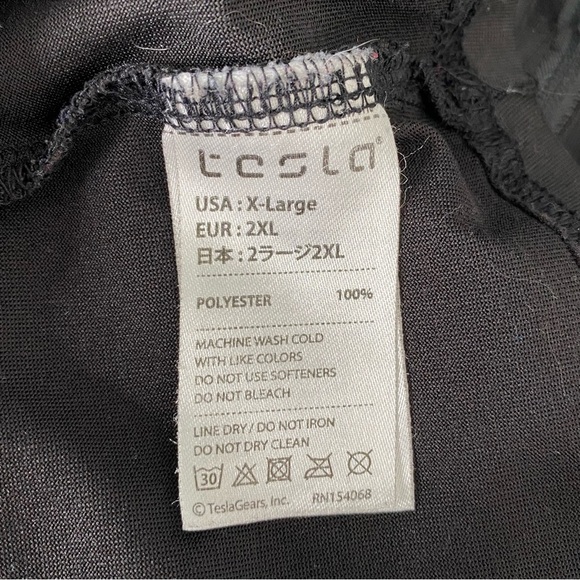 tesla®
USA : X-Large
EUR : 2XL
日本 : 2ラージ2XL
POLYESTER 100%
MACHINE WASH COLD
WITH LIKE COLORS
DO NOT USE SOFTENERS
DO NOT BLEACH
LINE DRY / DO NOT IRON
DO NOT DRY CLEAN
30
© TeslaGears, Inc. RN154068